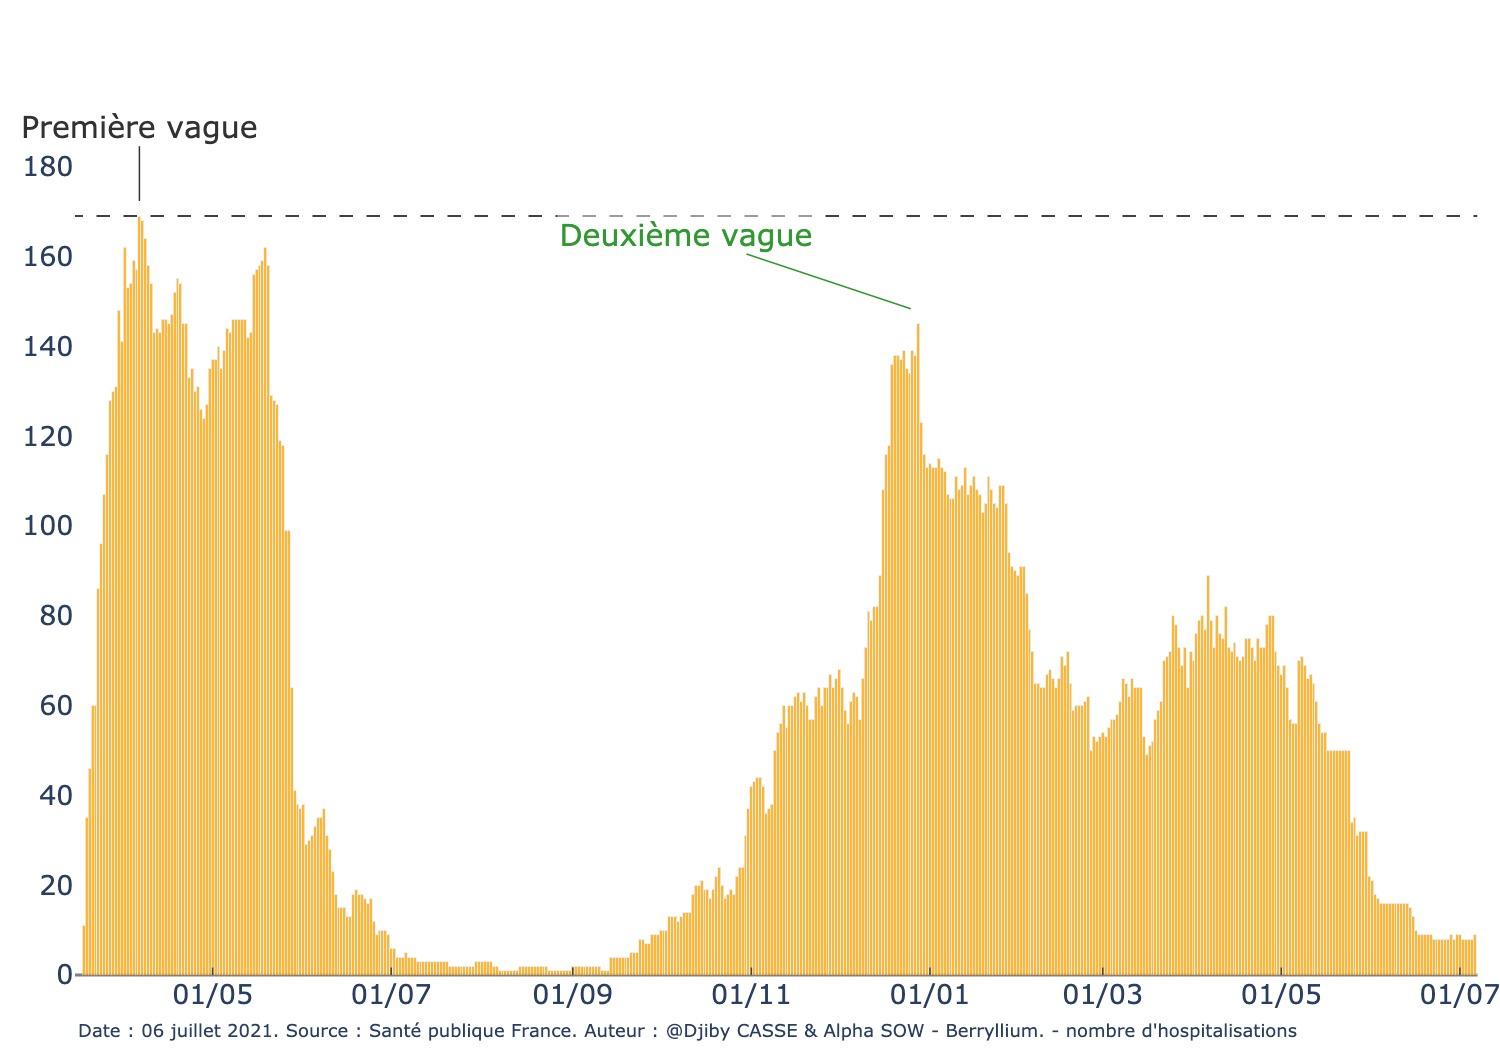 Première vague
180
Deuxième vague
160
140
120
100
80
60
40
20
0
01/05 01/07 01/09 01/11 01/01 01/03 01/05 01/07
Date : 06 juillet 2021. Source : Santé publique France. Auteur : @Djiby CASSE & Alpha SOW - Berryllium. - nombre d'hospitalisations